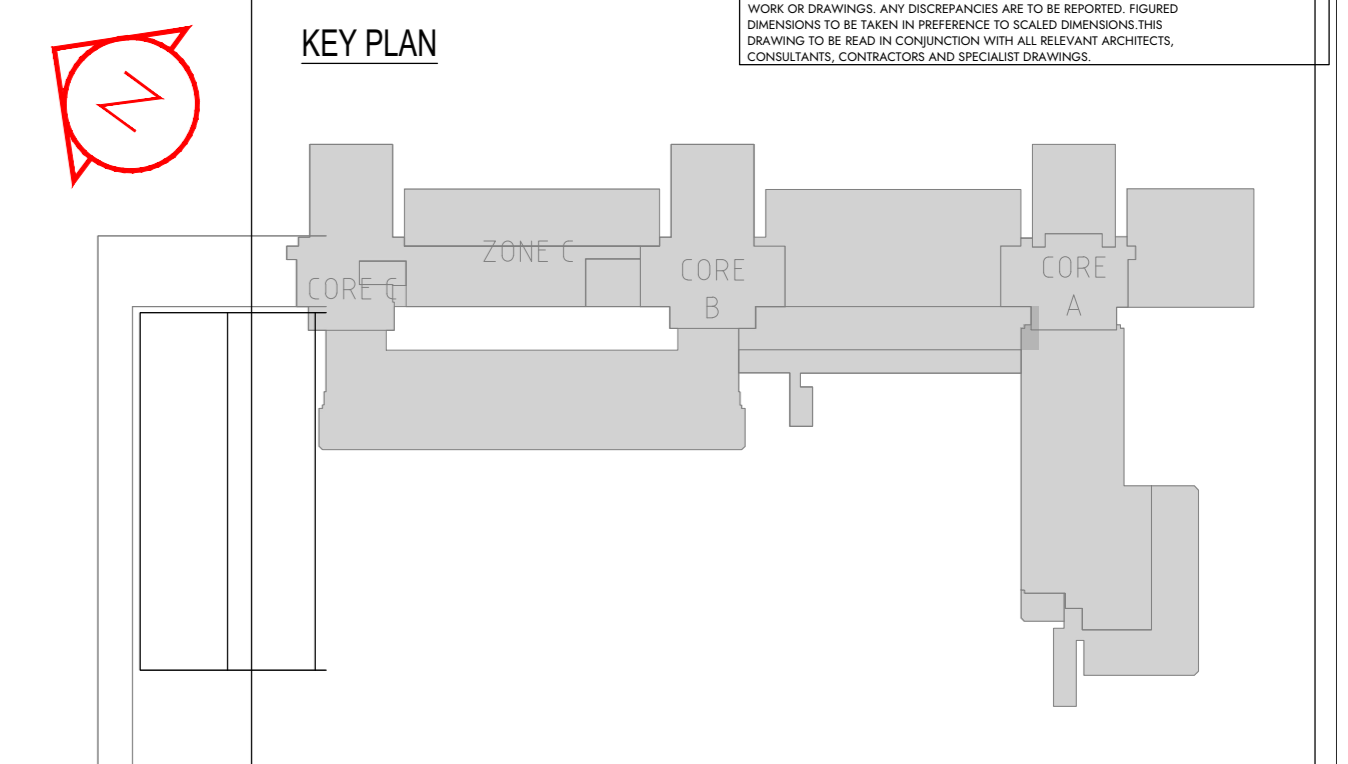 WORK OR DRAWINGS. ANY DISCREPANCIES ARE TO BE REPORTED. FIGURED
DIMENSIONS TO BE TAKEN IN PREFERENCE TO SCALED DIMENSIONS.THIS
DRAWING TO BE READ IN CONJUNCTION WITH ALL RELEVANT ARCHITECTS,
CONSULTANTS, CONTRACTORS AND SPECIALIST DRAWINGS.
KEY PLAN
N
ZONE C
CORE C
CORE
B
CORE
A